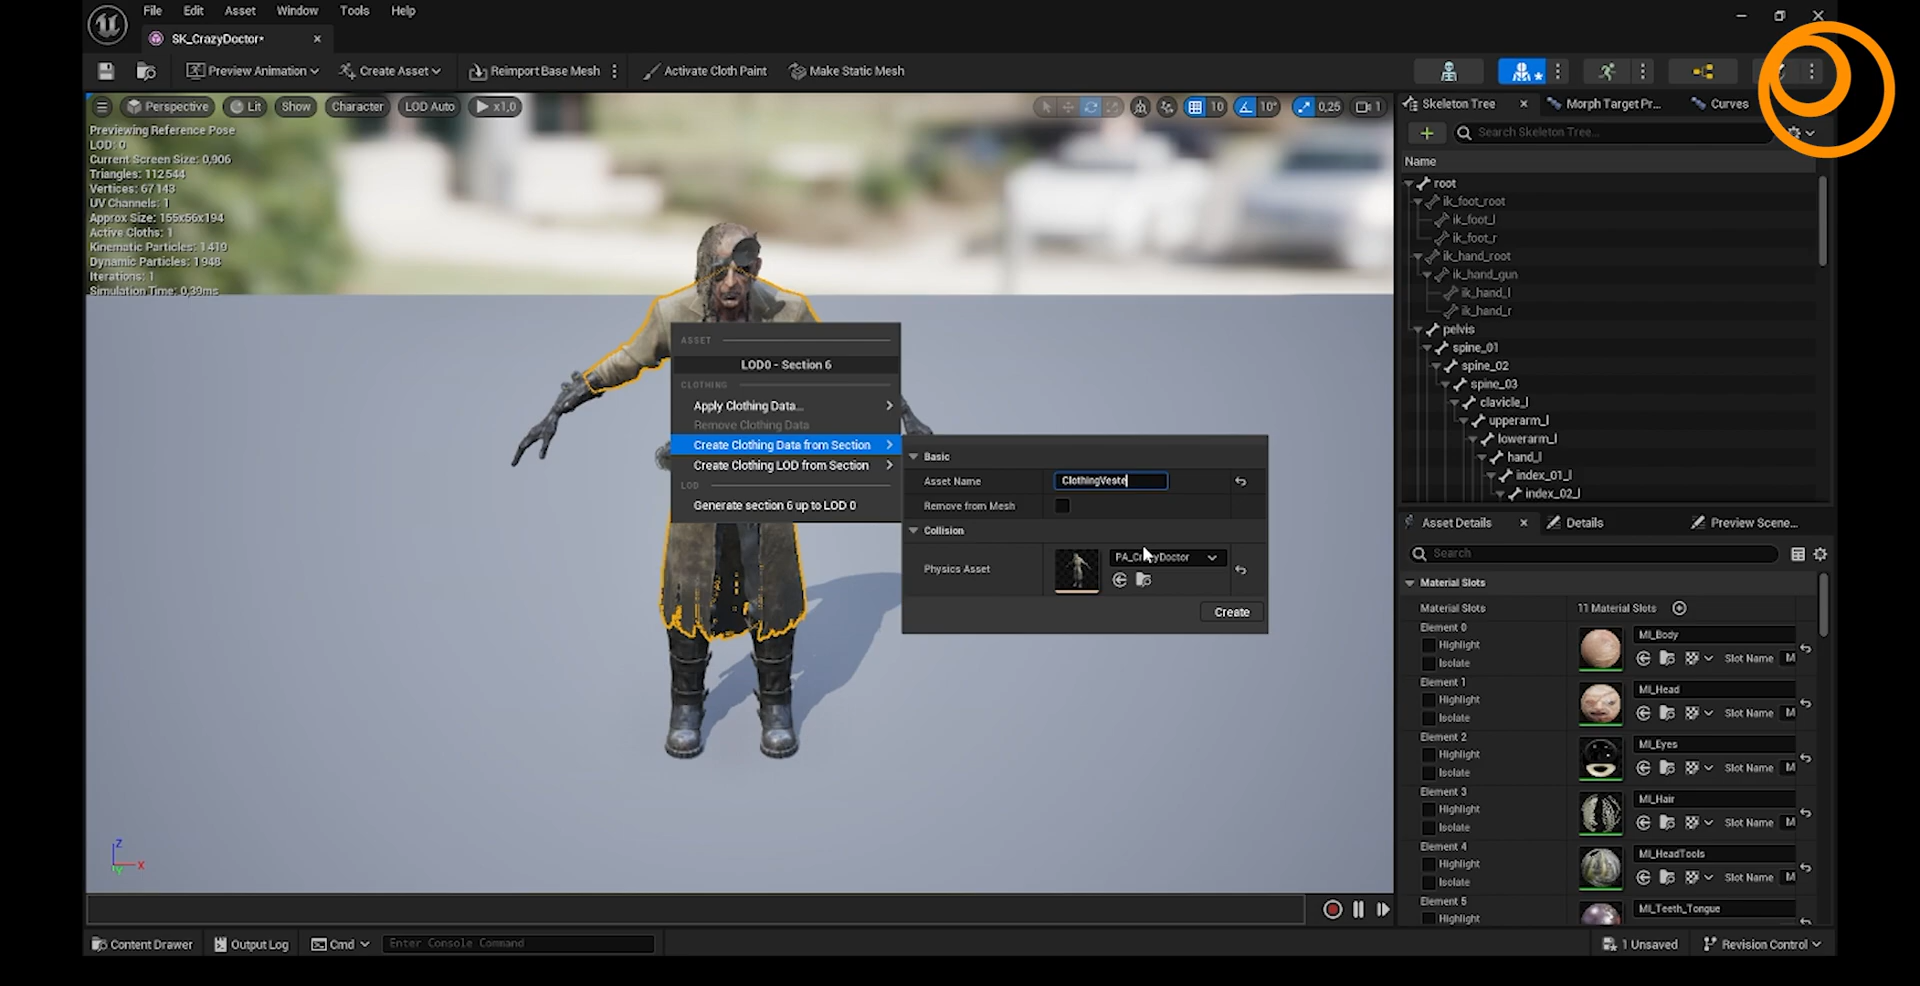 File Edit Asset Window Tools Help
SK_CrazyDoctor*
Preview Animation Create Asset Reimport Base Mesh Activate Cloth Paint Make Static Mesh
Perspective Lit Show Character LOD Auto x1,0 10 10° 0,25 1
Previewing Reference Pose
LOD: 0
Current Screen Size: 0,906
Triangles: 112 544
Vertices: 67 143
UV Channels: 1
Approx Size: 155x56x194
Active Cloths: 1
Kinematic Particles: 1 419
Dynamic Particles: 1 948
Iterations: 1
Simulation Time: 0,39ms
ASSET
LOD0 - Section 6
CLOTHING
Apply Clothing Data...
Remove Clothing Data
Create Clothing Data from Section
Create Clothing LOD from Section
LOD
Generate section 6 up to LOD 0
Basic
Asset Name ClothingVeste
Remove from Mesh
Collision
Physics Asset PA_CrazyDoctor
Create
Z
X
Y
Skeleton Tree Morph Target Pr... Curves
Search Skeleton Tree...
Name
root
ik_foot_root
ik_foot_l
ik_foot_r
ik_hand_root
ik_hand_gun
ik_hand_l
ik_hand_r
pelvis
spine_01
spine_02
spine_03
clavicle_l
upperarm_l
lowerarm_l
hand_l
index_01_l
index_02_l
Asset Details Details Preview Scene...
Search
Material Slots
Material Slots 11 Material Slots
Element 0 MI_Body
Highlight
Isolate Slot Name M
Element 1 MI_Head
Highlight
Isolate Slot Name M
Element 2 MI_Eyes
Highlight
Isolate Slot Name M
Element 3 MI_Hair
Highlight
Isolate Slot Name M
Element 4 MI_HeadTools
Highlight
Isolate Slot Name M
Element 5 MI_Teeth_Tongue
Highlight
Content Drawer Output Log Cmd Enter Console Command 1 Unsaved Revision Control